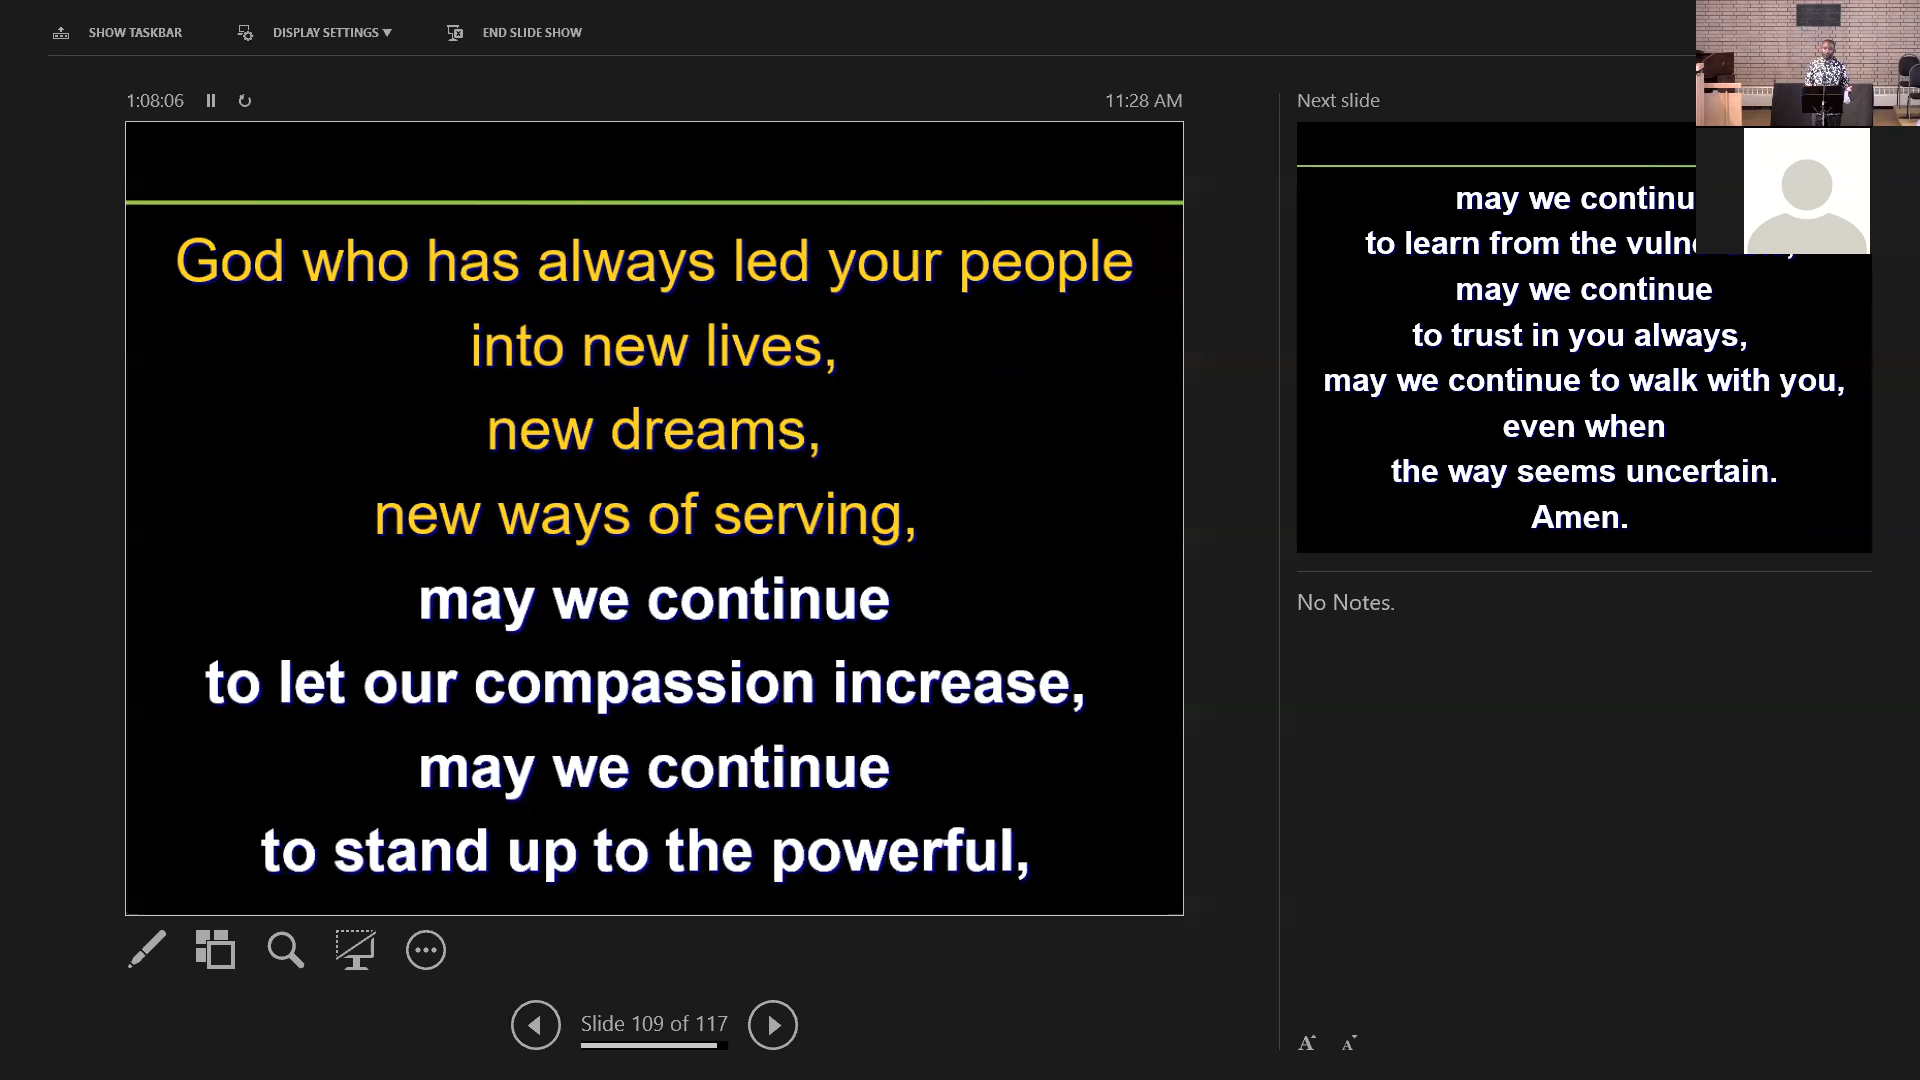 SHOW TASKBAR
DISPLAY SETTINGS ▼
END SLIDE SHOW
1:08:06
11:28 AM
God who has always led your people
into new lives,
new dreams,
new ways of serving,
may we continue
to let our compassion increase,
may we continue
to stand up to the powerful,
Slide 109 of 117
Next slide
may we
to learn from the
may we continue
to trust in you always,
may we continue to walk with you,
even when
the way seems uncertain.
Amen.
No Notes.
A A